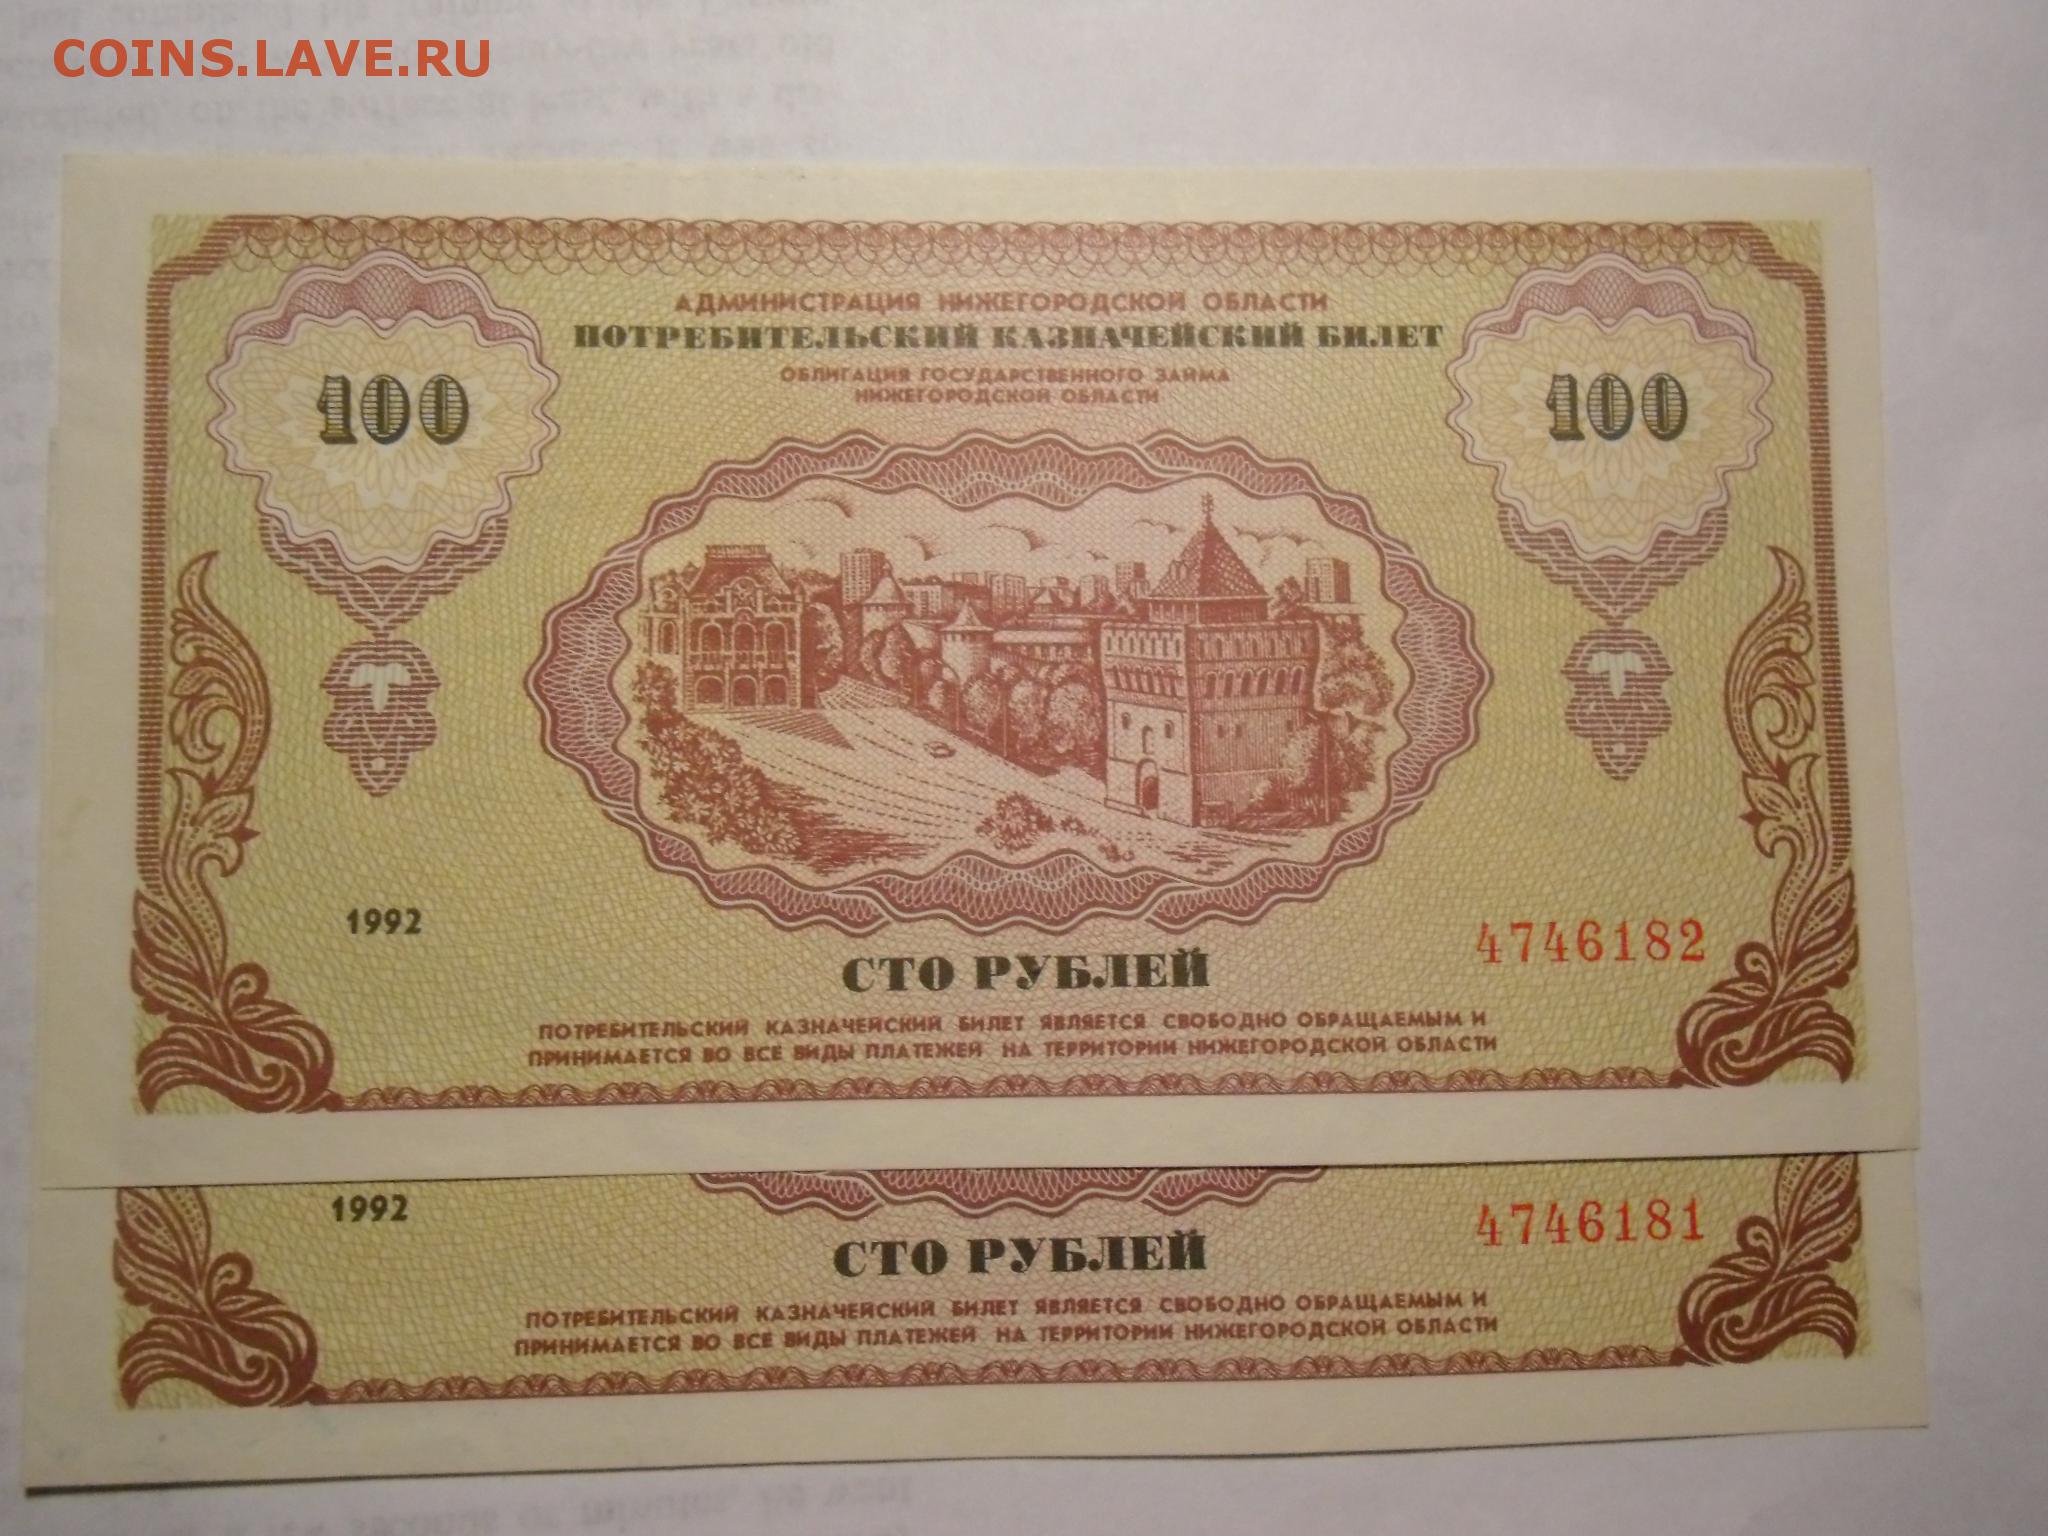 COINS.LAVE.RU
АДМИНИСТРАЦИЯ НИЖЕГОРОДСКОЙ ОБЛАСТИ
ПОТРЕБИТЕЛЬСКИЙ КАЗНАЧЕЙСКИЙ БИЛЕТ
ОБЛИГАЦИЯ ГОСУДАРСТВЕННОГО ЗАЙМА
НИЖЕГОРОДСКОЙ ОБЛАСТИ
100
100
1992
4746182
СТО РУБЛЕЙ
ПОТРЕБИТЕЛЬСКИЙ КАЗНАЧЕЙСКИЙ БИЛЕТ ЯВЛЯЕТСЯ СВОБОДНО ОБРАЩАЕМЫМ И
ПРИНИМАЕТСЯ ВО ВСЕ ВИДЫ ПЛАТЕЖЕЙ НА ТЕРРИТОРИИ НИЖЕГОРОДСКОЙ ОБЛАСТИ
1992
4746181
СТО РУБЛЕЙ
ПОТРЕБИТЕЛЬСКИЙ КАЗНАЧЕЙСКИЙ БИЛЕТ ЯВЛЯЕТСЯ СВОБОДНО ОБРАЩАЕМЫМ И
ПРИНИМАЕТСЯ ВО ВСЕ ВИДЫ ПЛАТЕЖЕЙ НА ТЕРРИТОРИИ НИЖЕГОРОДСКОЙ ОБЛАСТИ